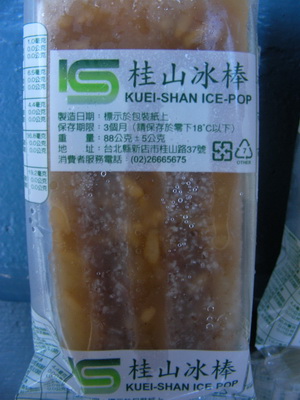 KS 桂山冰棒
KUEI-SHAN ICE-POP
製造日期：標示於包裝紙上
保存期限：3個月（請保存於零下18°C以下）
重　　量：88公克±5公克
地　　址：台北縣新店市桂山路37號
消費者服務電話：(02)26665675
7
KS 桂山冰棒
KUEI-SHAN ICE-POP